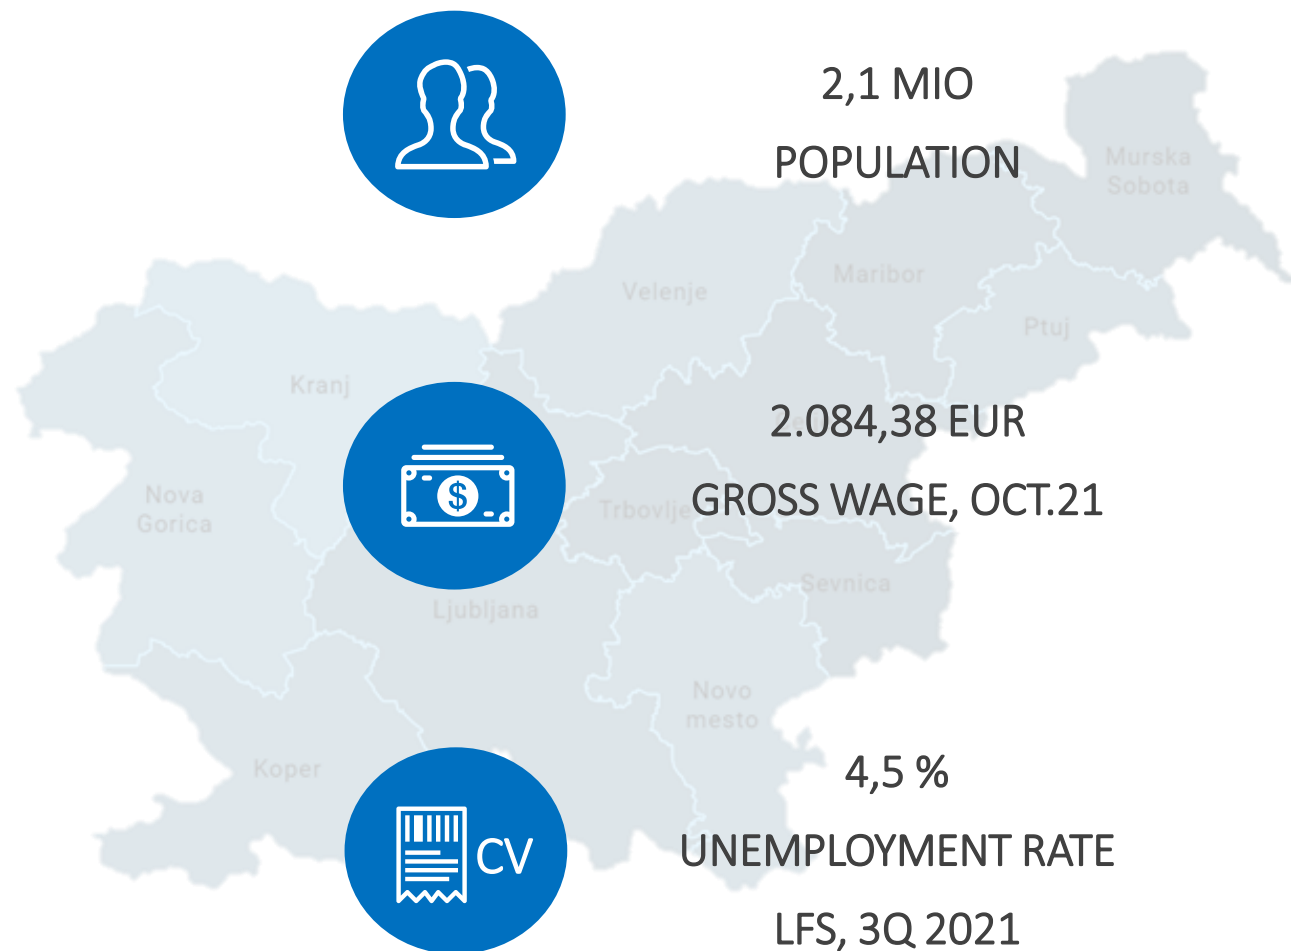 2,1 MIO
POPULATION
Murska
Sobota
Maribor
Velenje
Ptuj
Kranj
2.084,38 EUR
GROSS WAGE, OCT.21
Nova
Gorica
$
Trbovlje
Sevnica
Ljubljana
Novo
mesto
Koper
4,5 %
CV
UNEMPLOYMENT RATE
LFS, 3Q 2021